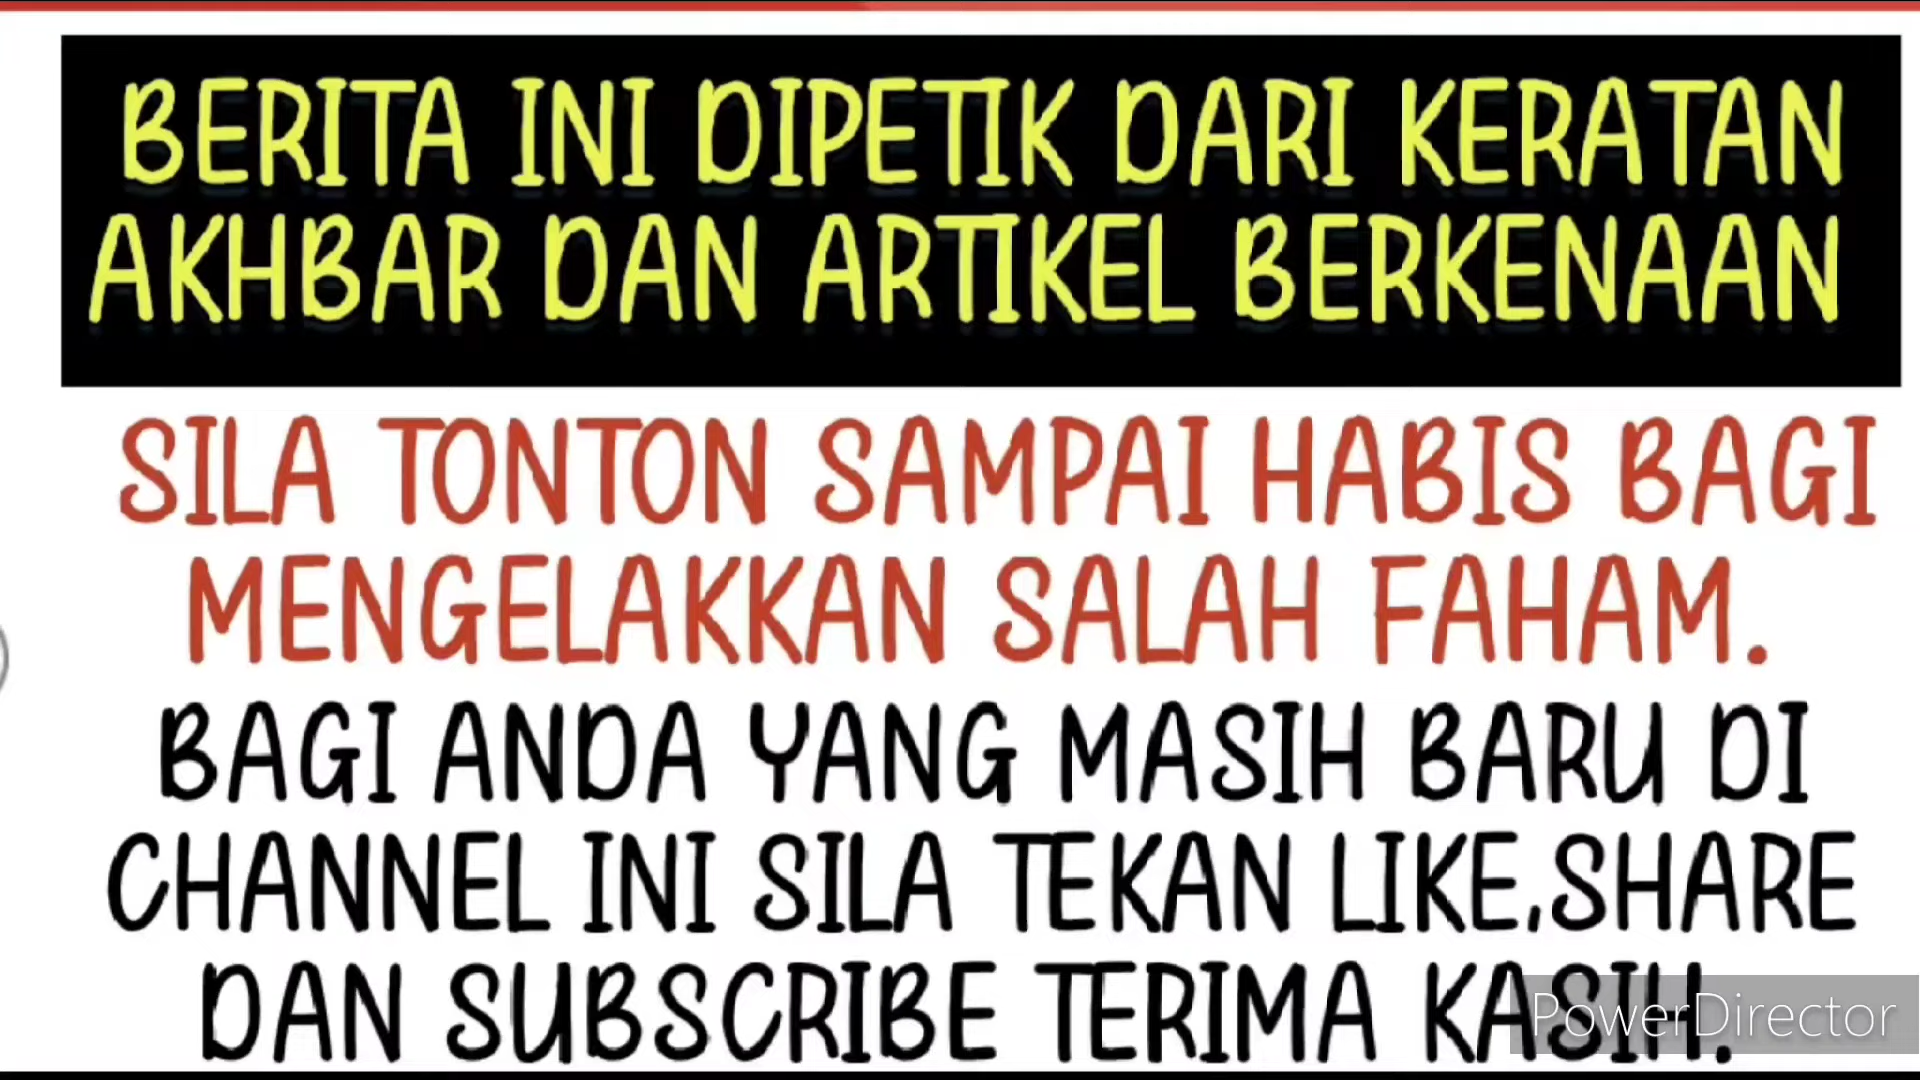 BERITA INI DIPETIK DARI KERATAN
AKHBAR DAN ARTIKEL BERKENAAN
SILA TONTON SAMPAI HABIS BAGI
MENGELAKKAN SALAH FAHAM.
BAGI ANDA YANG MASIH BARU DI
CHANNEL INI SILA TEKAN LIKE,SHARE
DAN SUBSCRIBE TERIMA KASIH.
PowerDirector